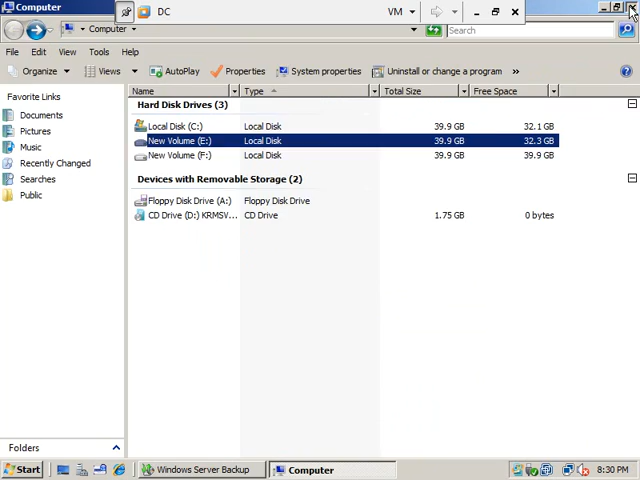 Computer
DC
VM
Computer
Search
File Edit View Tools Help
Organize Views AutoPlay Properties System properties Uninstall or change a program »
Favorite Links
Documents
Pictures
Music
Recently Changed
Searches
Public
Name Type Total Size Free Space
Hard Disk Drives (3)
Local Disk (C:) Local Disk 39.9 GB 32.1 GB
New Volume (E:) Local Disk 39.9 GB 32.3 GB
New Volume (F:) Local Disk 39.9 GB 39.9 GB
Devices with Removable Storage (2)
Floppy Disk Drive (A:) Floppy Disk Drive
CD Drive (D:) KRMSV... CD Drive 1.75 GB 0 bytes
Folders
Start Windows Server Backup Computer 8:30 PM